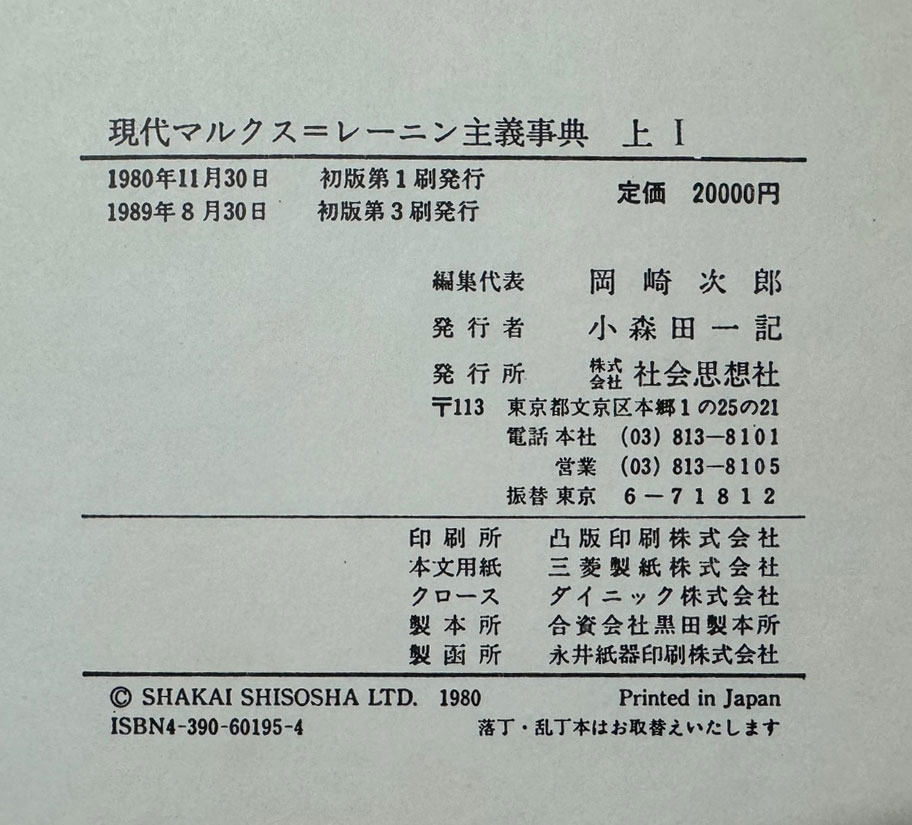 現代マルクス＝レーニン主義事典　上 I
1980年11月30日　初版第1刷発行
1989年8月30日　初版第3刷発行
定価　20000円
編集代表　岡崎次郎
発行者　小森田一記
発行所　株式会社 社会思想社
〒113　東京都文京区本郷1の25の21
電話 本社　(03) 813―8101
営業　(03) 813―8105
振替 東京　6－71812
印刷所　凸版印刷株式会社
本文用紙　三菱製紙株式会社
クロース　ダイニック株式会社
製本所　合資会社黒田製本所
製函所　永井紙器印刷株式会社
© SHAKAI SHISOSHA LTD. 1980　Printed in Japan
ISBN4-390-60195-4　落丁・乱丁本はお取替えいたします